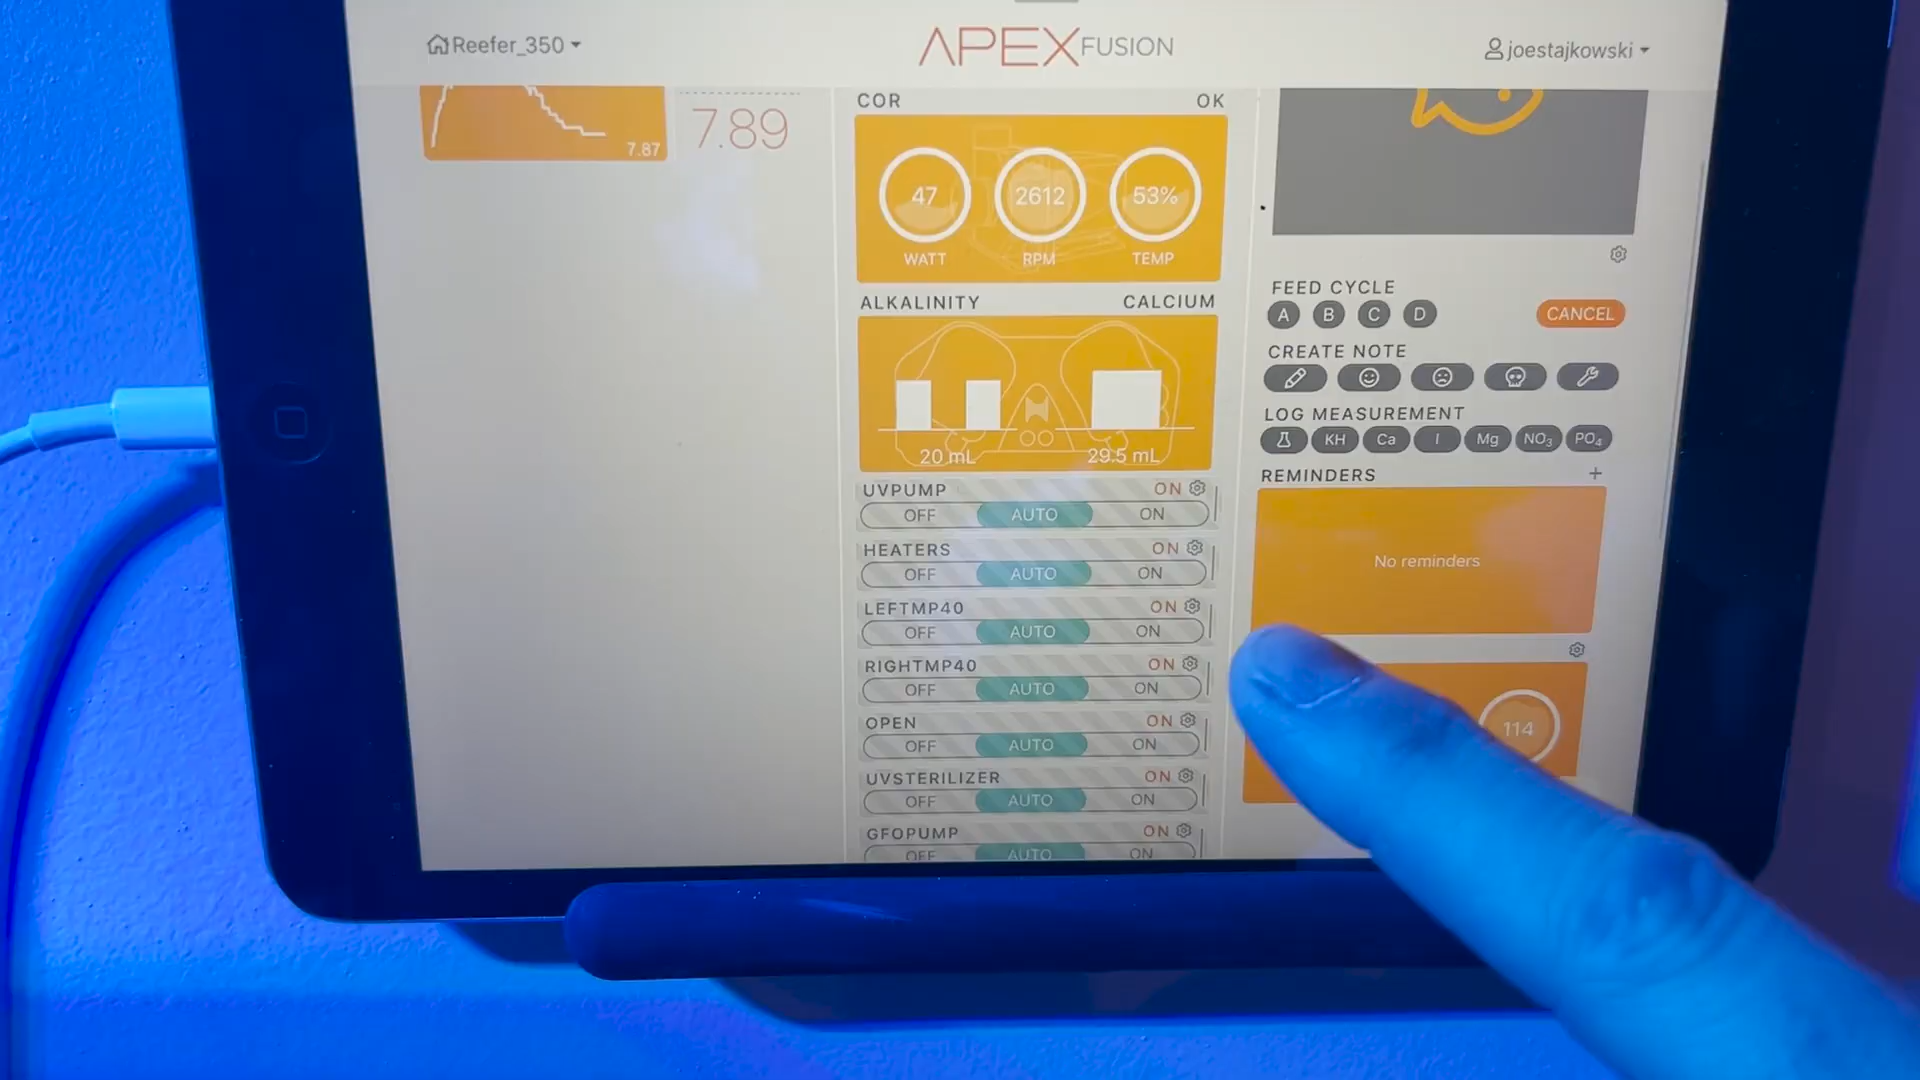 Reefer_350
APEX FUSION
joestajkowski
7.87
7.89
COR OK
47 2612 53%
WATT RPM TEMP
ALKALINITY CALCIUM
20 mL 29.5 mL
UVPUMP ON
OFF AUTO ON
HEATERS ON
OFF AUTO ON
LEFTMP40 ON
OFF AUTO ON
RIGHTMP40 ON
OFF AUTO ON
OPEN ON
OFF AUTO ON
UVSTERILIZER ON
OFF AUTO ON
GFOPUMP ON
OFF AUTO ON
FEED CYCLE
A B C D CANCEL
CREATE NOTE
LOG MEASUREMENT
KH Ca I Mg NO₃ PO₄
REMINDERS +
No reminders
114